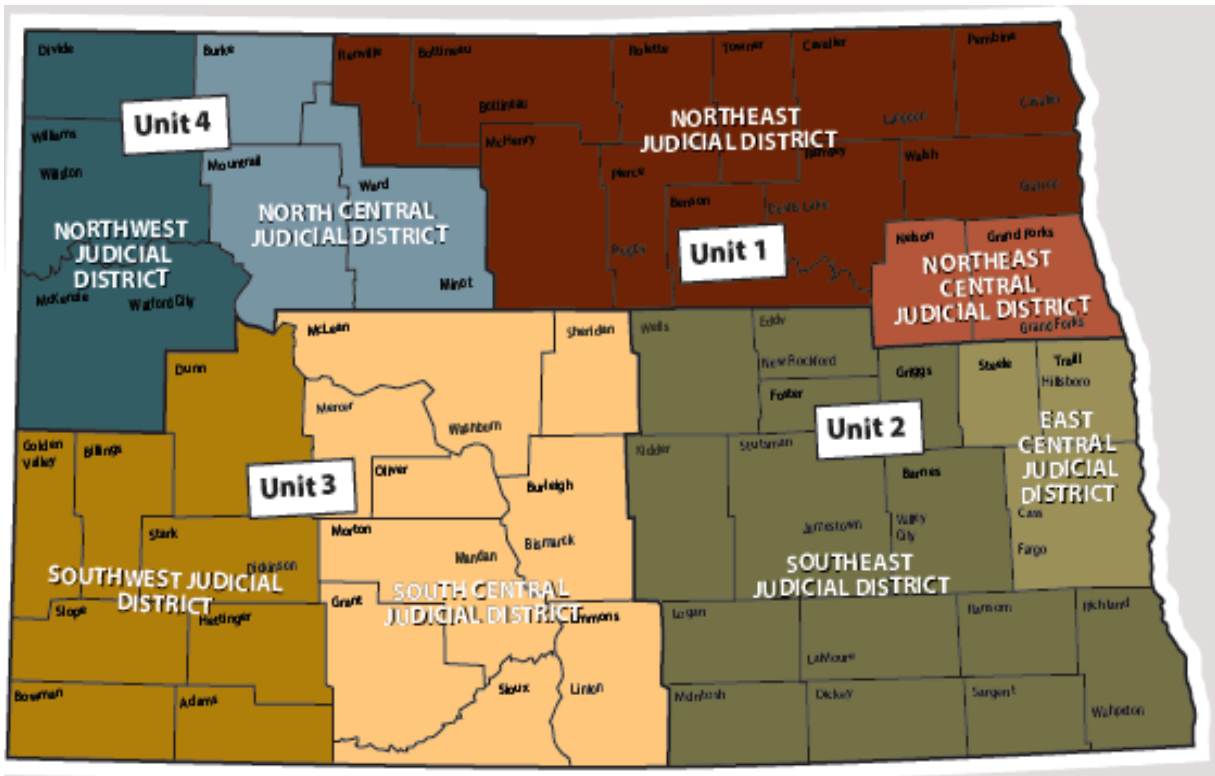 Divide
Burke
Renville
Bottineau
Rolette
Towner
Cavalier
Pembina
Unit 4
Williams
Williston
Mountrail
Ward
Bottineau
McHenry
NORTHEAST
JUDICIAL DISTRICT
Langdon
Cavalier
Pierce
Ramsey
Walsh
Benson
Devils Lake
Grafton
NORTHWEST
JUDICIAL
DISTRICT
NORTH CENTRAL
JUDICIAL DISTRICT
Rugby
Unit 1
Nelson
Grand Forks
NORTHEAST
CENTRAL
JUDICIAL DISTRICT
Grand Forks
McKenzie
Watford City
Minot
McLean
Sheridan
Wells
Eddy
New Rockford
Foster
Griggs
Steele
Traill
Hillsboro
Dunn
Mercer
Washburn
Unit 2
EAST
CENTRAL
JUDICIAL
DISTRICT
Cass
Fargo
Golden
Valley
Billings
Unit 3
Oliver
Burleigh
Kidder
Stutsman
Barnes
Stark
Dickinson
Morton
Mandan
Bismarck
Jamestown
Valley
City
SOUTHWEST JUDICIAL
DISTRICT
SOUTH CENTRAL
JUDICIAL DISTRICT
SOUTHEAST
JUDICIAL DISTRICT
Slope
Hettinger
Grant
Emmons
Logan
LaMoure
Ransom
Richland
Bowman
Adams
Sioux
Linton
McIntosh
Dickey
Sargent
Wahpeton